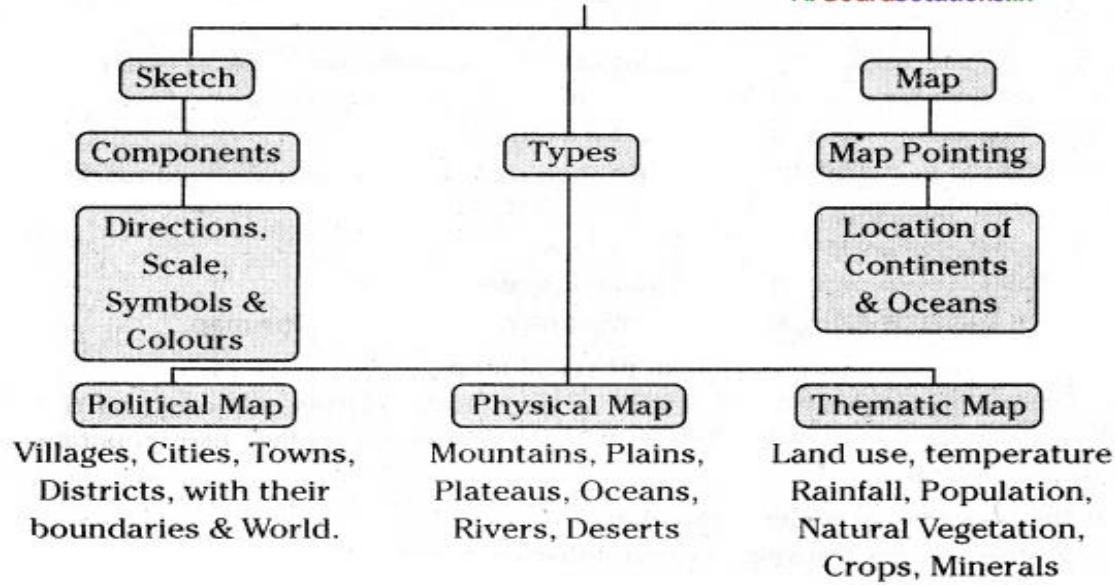 Sketch
Map
Components
Types
Map Pointing
Directions,
Scale,
Symbols &
Colours
Location of
Continents
& Oceans
Political Map
Physical Map
Thematic Map
Villages, Cities, Towns,
Districts, with their
boundaries & World.
Mountains, Plains,
Plateaus, Oceans,
Rivers, Deserts
Land use, temperature
Rainfall, Population,
Natural Vegetation,
Crops, Minerals